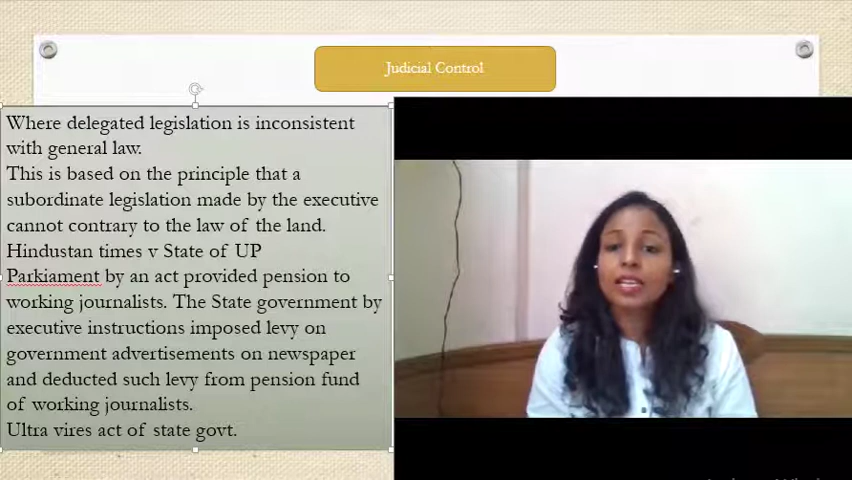 Judicial Control
Where delegated legislation is inconsistent
with general law.
This is based on the principle that a
subordinate legislation made by the executive
cannot contrary to the law of the land.
Hindustan times v State of UP
Parkiament by an act provided pension to
working journalists. The State government by
executive instructions imposed levy on
government advertisements on newspaper
and deducted such levy from pension fund
of working journalists.
Ultra vires act of state govt.